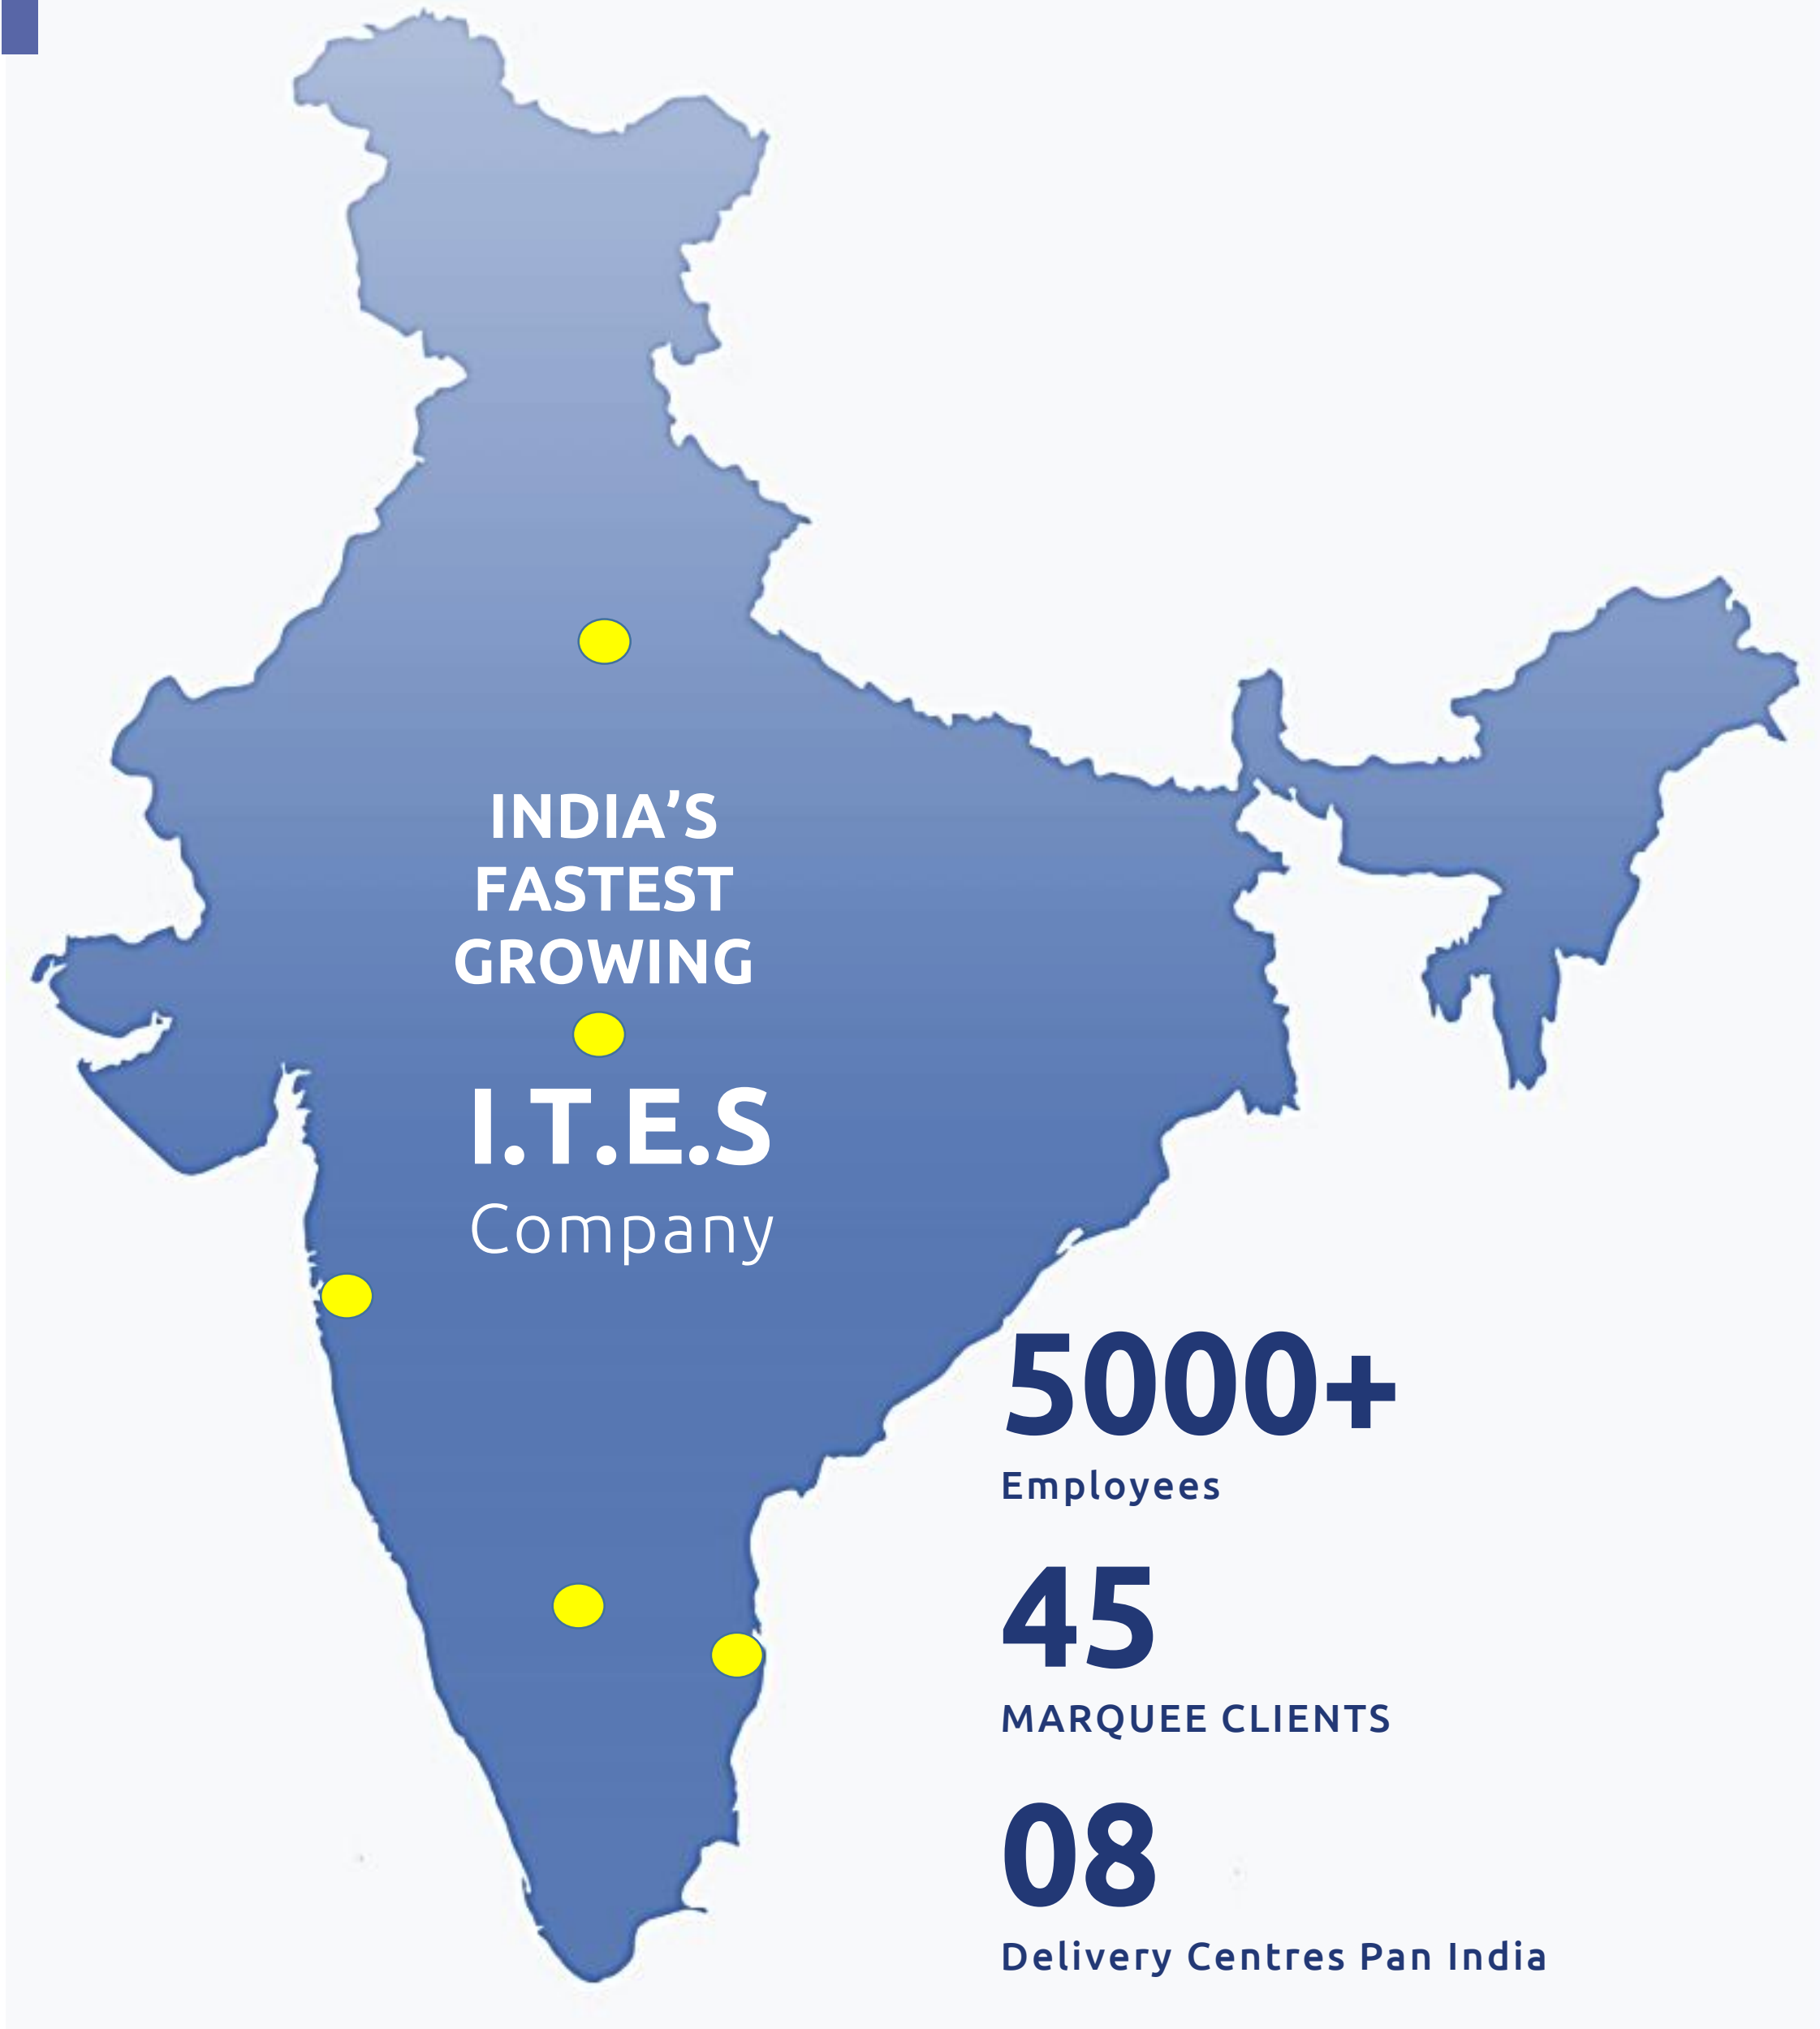 INDIA’S
FASTEST
GROWING
I.T.E.S
Company
5000+
Employees
45
MARQUEE CLIENTS
08
Delivery Centres Pan India